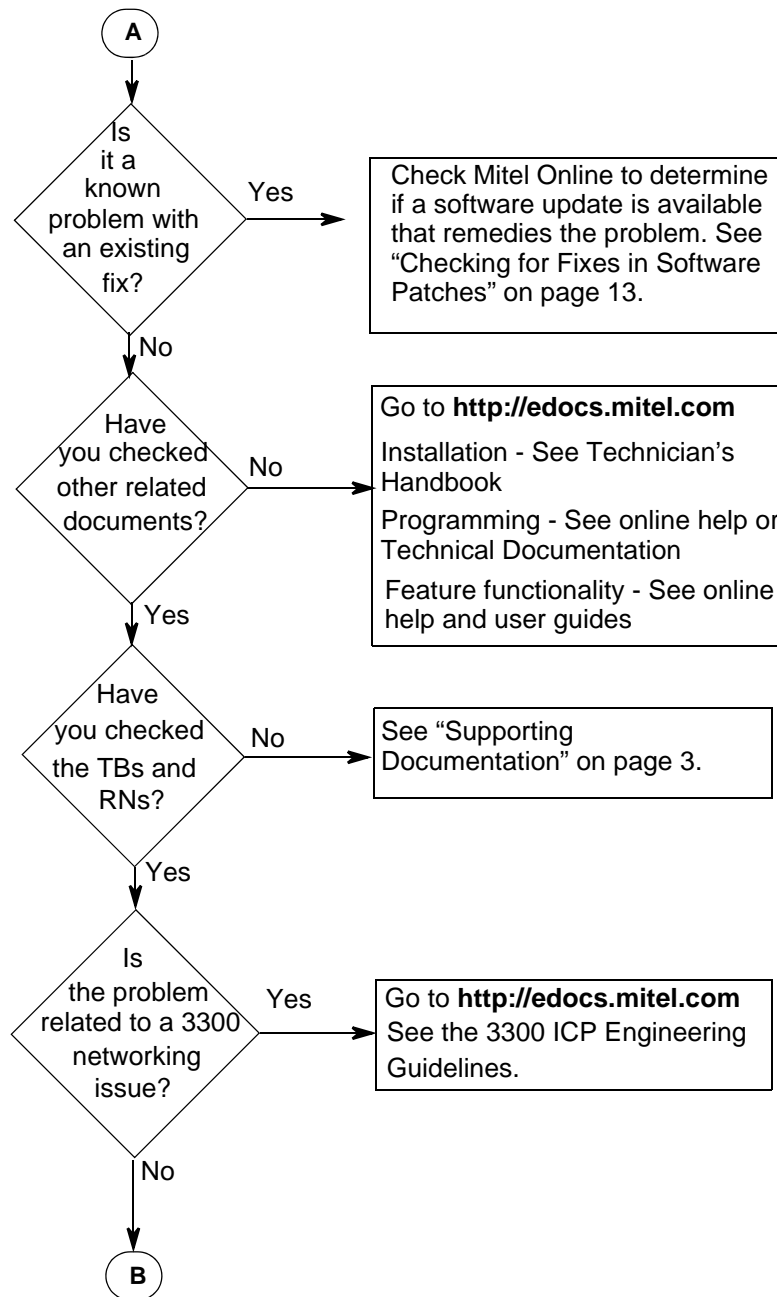 A
Is
it a
known
problem with
an existing
fix?
Yes
Check Mitel Online to determine
if a software update is available
that remedies the problem. See
“Checking for Fixes in Software
Patches” on page 13.
No
Have
you checked
other related
documents?
No
Go to http://edocs.mitel.com
Installation - See Technician’s
Handbook
Programming - See online help or
Technical Documentation
Feature functionality - See online
help and user guides
Yes
Have
you checked
the TBs and
RNs?
No
See “Supporting
Documentation” on page 3.
Yes
Is
the problem
related to a 3300
networking
issue?
Yes
Go to http://edocs.mitel.com
See the 3300 ICP Engineering
Guidelines.
No
B